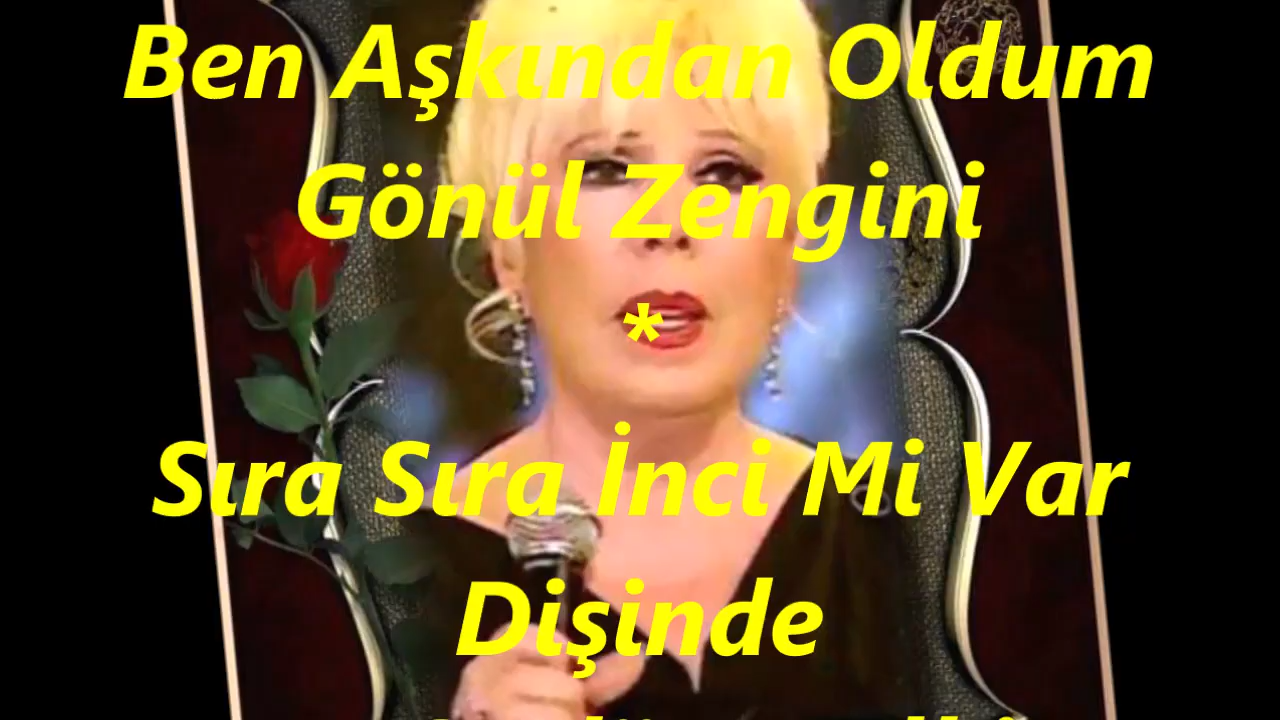 Ben Aşkından Oldum
Gönül Zengini
*
Sıra Sıra İnci Mi Var
Dişinde